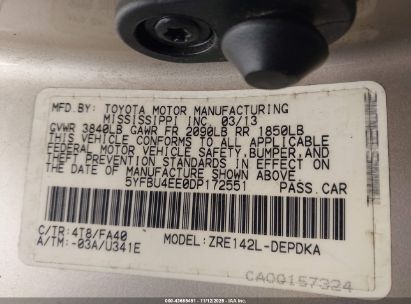 MFD.BY: TOYOTA MOTOR MANUFACTURING
MISSISSIPPI INC. 03/13
GVWR 3840LB GAWR FR 2090LB RR 1850LB
THIS VEHICLE CONFORMS TO ALL APPLICABLE
FEDERAL MOTOR VEHICLE SAFETY, BUMPER, AND
THEFT PREVENTION STANDARDS IN EFFECT ON
THE DATE OF MANUFACTURE SHOWN ABOVE.
5YFBU4EE0DP172551 PASS.CAR
C/TR:4T8/FA40
A/TM:-03A/U341E
MODEL:ZRE142L-DEPDKA
CA00157324